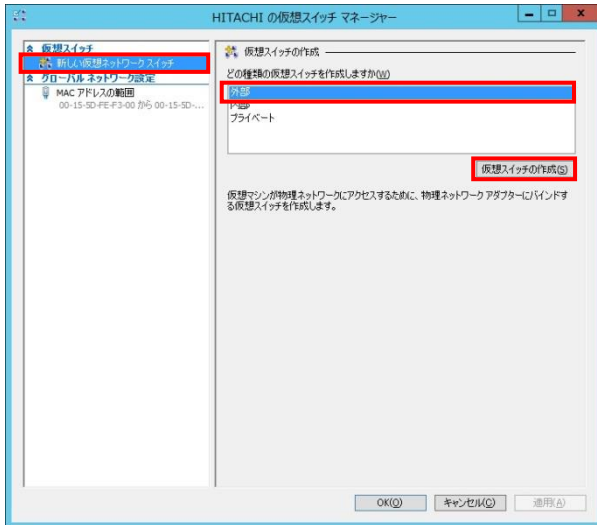 HITACHI の仮想スイッチ マネージャー
仮想スイッチ
新しい仮想ネットワーク スイッチ
グローバル ネットワーク設定
MAC アドレスの範囲
00-15-5D-FE-F3-00 から 00-15-5D-...
仮想スイッチの作成
どの種類の仮想スイッチを作成しますか(W)
外部
内部
プライベート
仮想スイッチの作成(S)
仮想マシンが物理ネットワークにアクセスするために、物理ネットワーク アダプターにバインドす
る仮想スイッチを作成します。
OK(O)
キャンセル(C)
適用(A)